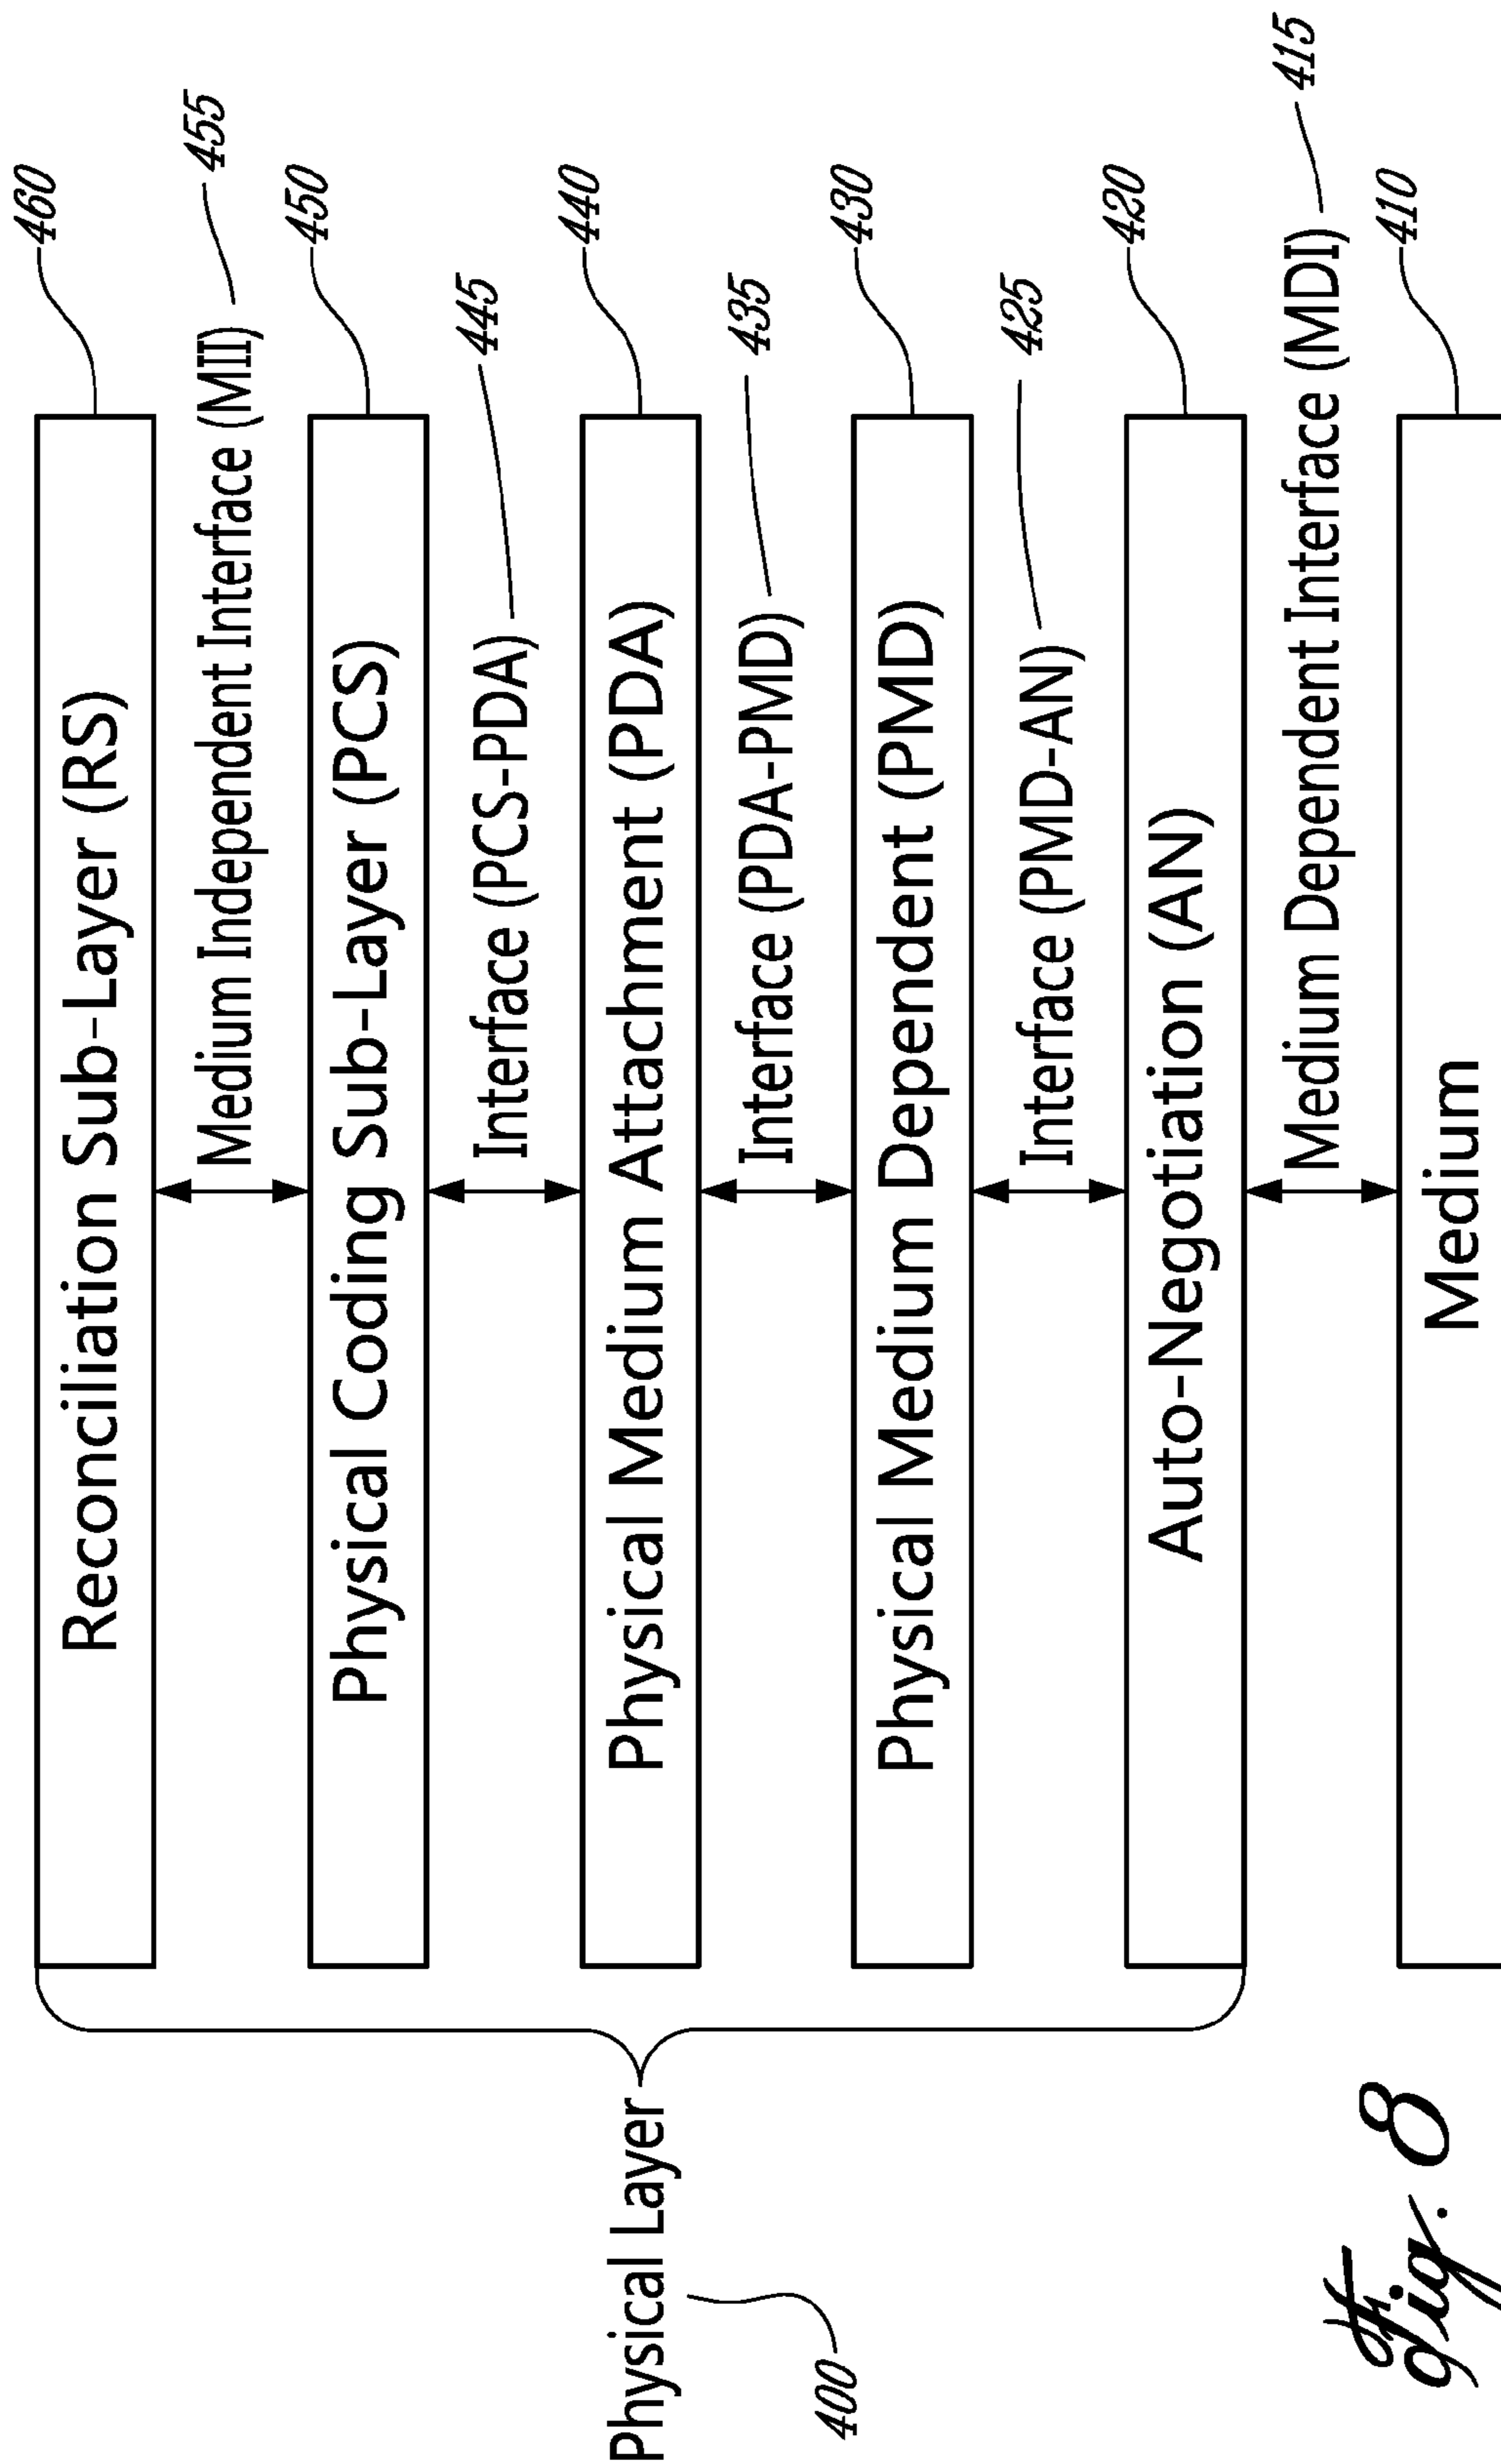 460
Reconciliation Sub-Layer (RS)
Medium Independent Interface (MII)
455
450
Physical Coding Sub-Layer (PCS)
Interface (PCS-PDA)
445
440
Physical Layer
400
Physical Medium Attachment (PDA)
Interface (PDA-PMD)
435
430
Physical Medium Dependent (PMD)
Interface (PMD-AN)
425
420
Auto-Negotiation (AN)
Medium Dependent Interface (MDI)
415
410
Medium
Fig. 8